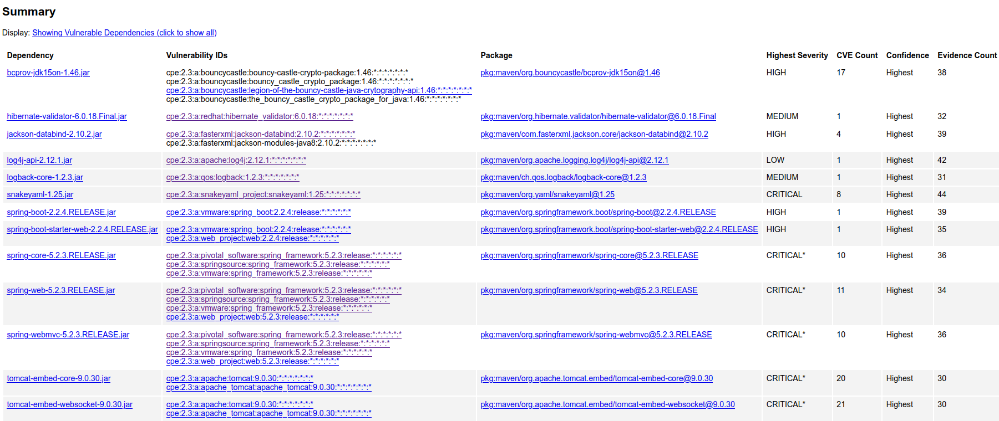 Summary
Display: Showing Vulnerable Dependencies (click to show all)
Dependency Vulnerability IDs Package Highest Severity CVE Count Confidence Evidence Count
bcprov-jdk15on-1.46.jar cpe:2.3:a:bouncycastle:bouncy-castle-crypto-package:1.46:*:*:*:*:*:*:* pkg:maven/org.bouncycastle/bcprov-jdk15on@1.46 HIGH 17 Highest 38
cpe:2.3:a:bouncycastle:bouncy_castle_crypto_package:1.46:*:*:*:*:*:*:*
cpe:2.3:a:bouncycastle:legion-of-the-bouncy-castle-java-crytography-api:1.46:*:*:*:*:*:*:*
cpe:2.3:a:bouncycastle:the_bouncy_castle_crypto_package_for_java:1.46:*:*:*:*:*:*:*
hibernate-validator-6.0.18.Final.jar cpe:2.3:a:redhat:hibernate_validator:6.0.18:*:*:*:*:*:*:* pkg:maven/org.hibernate.validator/hibernate-validator@6.0.18.Final MEDIUM 1 Highest 32
jackson-databind-2.10.2.jar cpe:2.3:a:fasterxml:jackson-databind:2.10.2:*:*:*:*:*:*:* pkg:maven/com.fasterxml.jackson.core/jackson-databind@2.10.2 HIGH 4 Highest 39
cpe:2.3:a:fasterxml:jackson-modules-java8:2.10.2:*:*:*:*:*:*:*
log4j-api-2.12.1.jar cpe:2.3:a:apache:log4j:2.12.1:*:*:*:*:*:*:* pkg:maven/org.apache.logging.log4j/log4j-api@2.12.1 LOW 1 Highest 42
logback-core-1.2.3.jar cpe:2.3:a:qos:logback:1.2.3:*:*:*:*:*:*:* pkg:maven/ch.qos.logback/logback-core@1.2.3 MEDIUM 1 Highest 31
snakeyaml-1.25.jar cpe:2.3:a:snakeyaml_project:snakeyaml:1.25:*:*:*:*:*:*:* pkg:maven/org.yaml/snakeyaml@1.25 CRITICAL 8 Highest 44
spring-boot-2.2.4.RELEASE.jar cpe:2.3:a:vmware:spring_boot:2.2.4:release:*:*:*:*:*:* pkg:maven/org.springframework.boot/spring-boot@2.2.4.RELEASE HIGH 1 Highest 39
spring-boot-starter-web-2.2.4.RELEASE.jar cpe:2.3:a:vmware:spring_boot:2.2.4:release:*:*:*:*:*:* pkg:maven/org.springframework.boot/spring-boot-starter-web@2.2.4.RELEASE HIGH 1 Highest 35
cpe:2.3:a:web_project:web:2.2.4:release:*:*:*:*:*:*
spring-core-5.2.3.RELEASE.jar cpe:2.3:a:pivotal_software:spring_framework:5.2.3:release:*:*:*:*:*:* pkg:maven/org.springframework/spring-core@5.2.3.RELEASE CRITICAL* 10 Highest 36
cpe:2.3:a:springsource:spring_framework:5.2.3:release:*:*:*:*:*:*
cpe:2.3:a:vmware:spring_framework:5.2.3:release:*:*:*:*:*:*
spring-web-5.2.3.RELEASE.jar cpe:2.3:a:pivotal_software:spring_framework:5.2.3:release:*:*:*:*:*:* pkg:maven/org.springframework/spring-web@5.2.3.RELEASE CRITICAL* 11 Highest 34
cpe:2.3:a:springsource:spring_framework:5.2.3:release:*:*:*:*:*:*
cpe:2.3:a:vmware:spring_framework:5.2.3:release:*:*:*:*:*:*
cpe:2.3:a:web_project:web:5.2.3:release:*:*:*:*:*:*
spring-webmvc-5.2.3.RELEASE.jar cpe:2.3:a:pivotal_software:spring_framework:5.2.3:release:*:*:*:*:*:* pkg:maven/org.springframework/spring-webmvc@5.2.3.RELEASE CRITICAL* 10 Highest 36
cpe:2.3:a:springsource:spring_framework:5.2.3:release:*:*:*:*:*:*
cpe:2.3:a:vmware:spring_framework:5.2.3:release:*:*:*:*:*:*
cpe:2.3:a:web_project:web:5.2.3:release:*:*:*:*:*:*
tomcat-embed-core-9.0.30.jar cpe:2.3:a:apache:tomcat:9.0.30:*:*:*:*:*:*:* pkg:maven/org.apache.tomcat.embed/tomcat-embed-core@9.0.30 CRITICAL* 20 Highest 30
cpe:2.3:a:apache_tomcat:apache_tomcat:9.0.30:*:*:*:*:*:*:*
tomcat-embed-websocket-9.0.30.jar cpe:2.3:a:apache:tomcat:9.0.30:*:*:*:*:*:*:* pkg:maven/org.apache.tomcat.embed/tomcat-embed-websocket@9.0.30 CRITICAL* 21 Highest 30
cpe:2.3:a:apache_tomcat:apache_tomcat:9.0.30:*:*:*:*:*:*:*